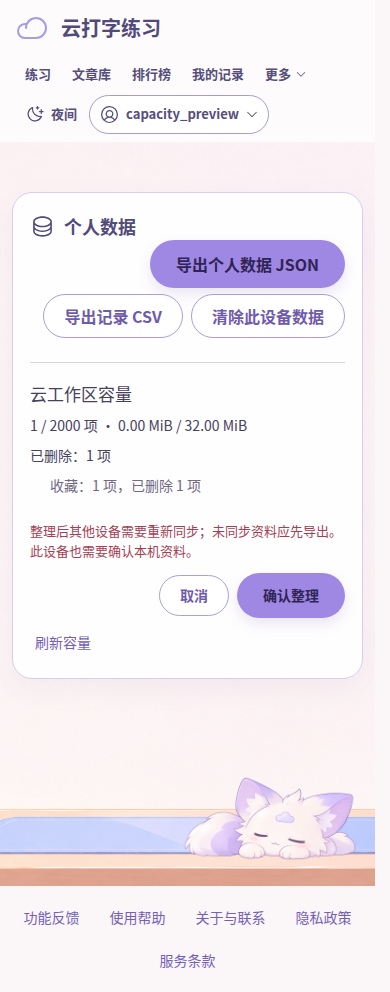 云打字练习
练习 文章库 排行榜 我的记录 更多
夜间 capacity_preview
个人数据
导出个人数据 JSON
导出记录 CSV 清除此设备数据
云工作区容量
1 / 2000 项 · 0.00 MiB / 32.00 MiB
已删除：1 项
收藏：1 项，已删除 1 项
整理后其他设备需要重新同步；未同步资料应先导出。
此设备也需要确认本机资料。
取消 确认整理
刷新容量
功能反馈 使用帮助 关于与联系 隐私政策
服务条款